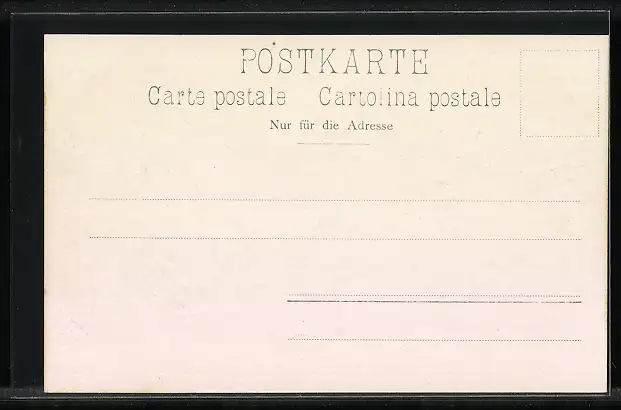 POSTKARTE
Carte postale Cartolina postale
Nur für die Adresse